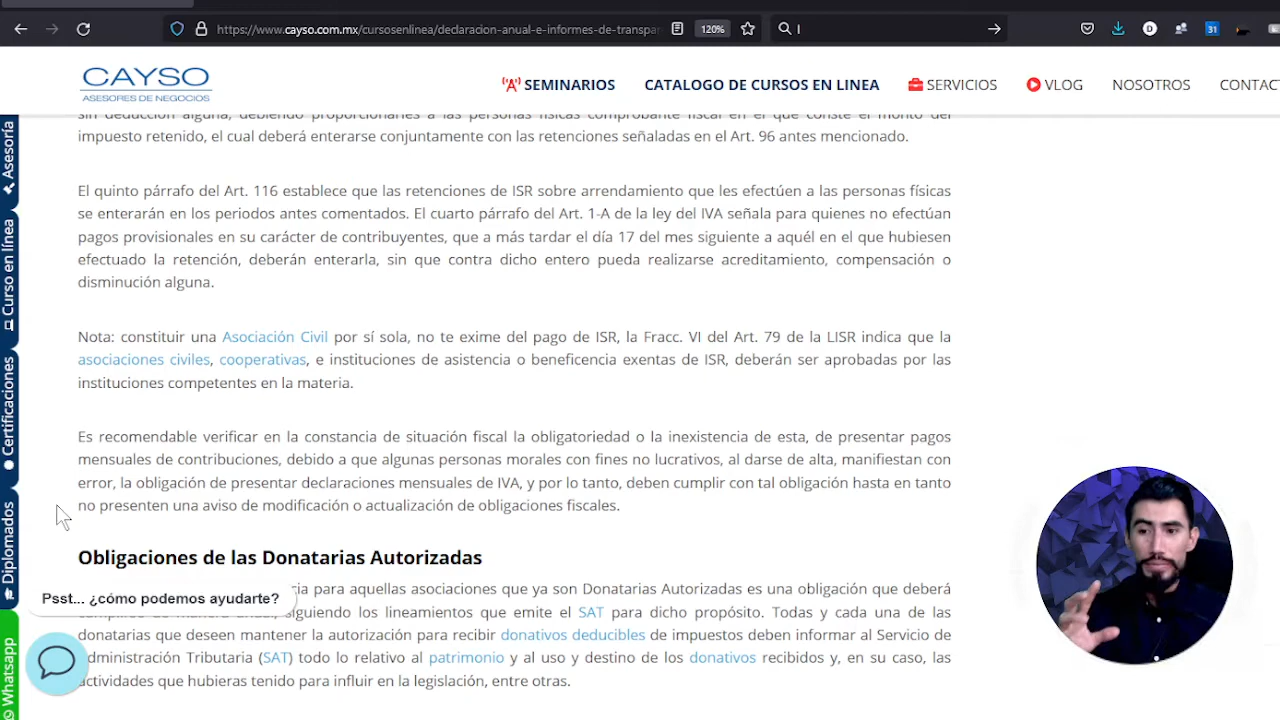 https://www.cayso.com.mx/cursosenlinea/declaracion-anual-e-informes-de-transpa
120%
I
31
CAYSO
ASESORES DE NEGOCIOS
SEMINARIOS
CATALOGO DE CURSOS EN LINEA
SERVICIOS
VLOG
NOSOTROS
CONTAC
Asesoría
Curso en línea
Certificaciones
Diplomados
Whatsapp
sin deducción alguna, debiendo proporcionarles a las personas físicas comprobante fiscal en el que conste el monto del
impuesto retenido, el cual deberá enterarse conjuntamente con las retenciones señaladas en el Art. 96 antes mencionado.
El quinto párrafo del Art. 116 establece que las retenciones de ISR sobre arrendamiento que les efectúen a las personas físicas
se enterarán en los periodos antes comentados. El cuarto párrafo del Art. 1-A de la ley del IVA señala para quienes no efectúan
pagos provisionales en su carácter de contribuyentes, que a más tardar el día 17 del mes siguiente a aquél en el que hubiesen
efectuado la retención, deberán enterarla, sin que contra dicho entero pueda realizarse acreditamiento, compensación o
disminución alguna.
Nota: constituir una Asociación Civil por sí sola, no te exime del pago de ISR, la Fracc. VI del Art. 79 de la LISR indica que la
asociaciones civiles, cooperativas, e instituciones de asistencia o beneficencia exentas de ISR, deberán ser aprobadas por las
instituciones competentes en la materia.
Es recomendable verificar en la constancia de situación fiscal la obligatoriedad o la inexistencia de esta, de presentar pagos
mensuales de contribuciones, debido a que algunas personas morales con fines no lucrativos, al darse de alta, manifiestan con
error, la obligación de presentar declaraciones mensuales de IVA, y por lo tanto, deben cumplir con tal obligación hasta en tanto
no presenten una aviso de modificación o actualización de obligaciones fiscales.
Obligaciones de las Donatarias Autorizadas
ria para aquellas asociaciones que ya son Donatarias Autorizadas es una obligación que deberá
Psst... ¿cómo podemos ayudarte?
siguiendo los lineamientos que emite el SAT para dicho propósito. Todas y cada una de las
donatarias que deseen mantener la autorización para recibir donativos deducibles de impuestos deben informar al Servicio de
dministración Tributaria (SAT) todo lo relativo al patrimonio y al uso y destino de los donativos recibidos y, en su caso, las
actividades que hubieras tenido para influir en la legislación, entre otras.